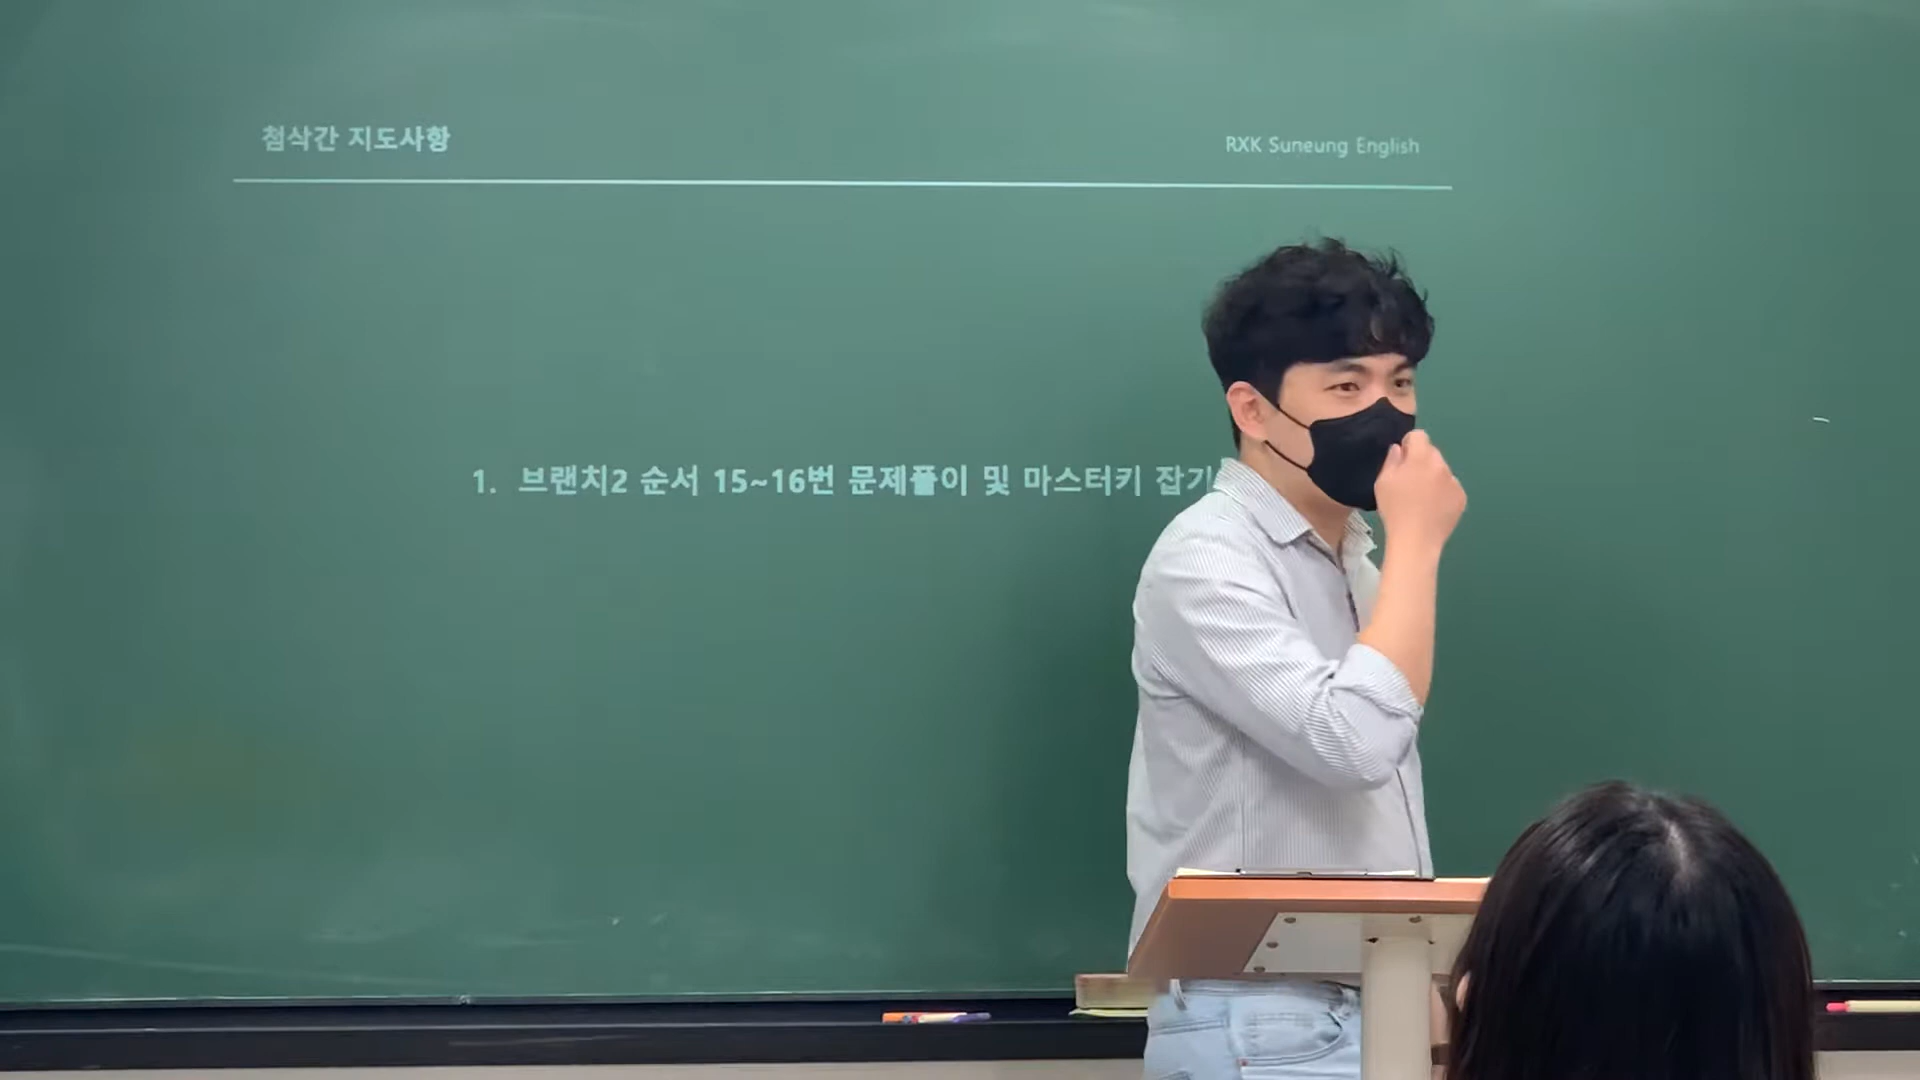 첨삭간 지도사항
RXK Suneung English
1. 브랜치2 순서 15~16번 문제풀이 및 마스터키 잡기